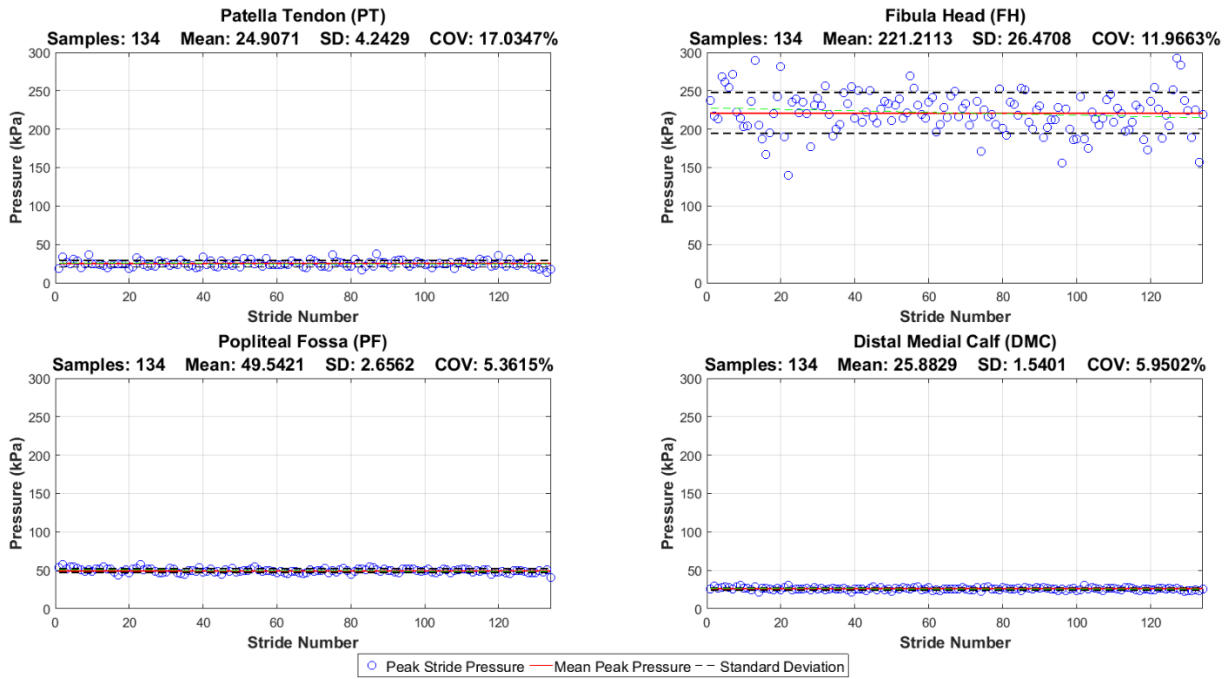 Patella Tendon (PT)
Samples: 134 Mean: 24.9071 SD: 4.2429 COV: 17.0347%
300
250
200
150
100
50
0
Pressure (kPa)
0 20 40 60 80 100 120
Stride Number
Fibula Head (FH)
Samples: 134 Mean: 221.2113 SD: 26.4708 COV: 11.9663%
300
250
200
150
100
50
0
Pressure (kPa)
0 20 40 60 80 100 120
Stride Number
Popliteal Fossa (PF)
Samples: 134 Mean: 49.5421 SD: 2.6562 COV: 5.3615%
300
250
200
150
100
50
0
Pressure (kPa)
0 20 40 60 80 100 120
Stride Number
Distal Medial Calf (DMC)
Samples: 134 Mean: 25.8829 SD: 1.5401 COV: 5.9502%
300
250
200
150
100
50
0
Pressure (kPa)
0 20 40 60 80 100 120
Stride Number
Peak Stride Pressure Mean Peak Pressure Standard Deviation